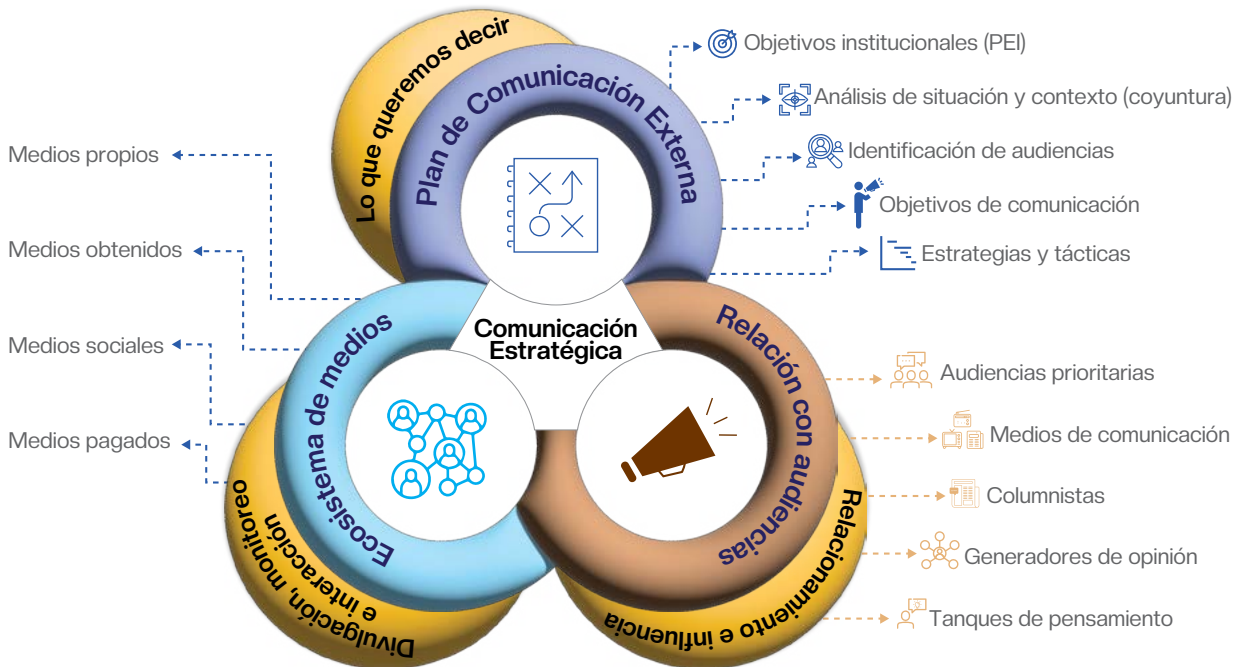 Lo que queremos decir
Plan de Comunicación Externa
Objetivos institucionales (PEI)
Análisis de situación y contexto (coyuntura)
Identificación de audiencias
Objetivos de comunicación
Estrategias y tácticas
Medios propios
Medios obtenidos
Medios sociales
Medios pagados
Comunicación
Estratégica
Ecosistema de medios
Divulgación, monitoreo
e interacción
Relación con audiencias
Relacionamiento e influencia
Audiencias prioritarias
Medios de comunicación
Columnistas
Generadores de opinión
Tanques de pensamiento